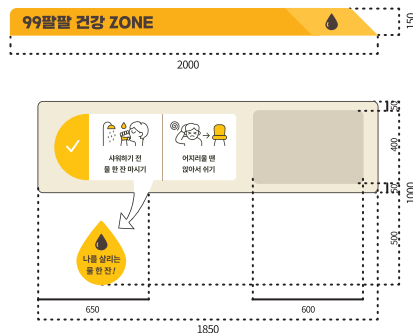 99팔팔 건강 ZONE
150
2000
샤워하기 전
물 한 잔 마시기
어지러울 땐
앉아서 쉬기
50
400
50
1000
500
나를 살리는
물 한 잔!
650
600
1850